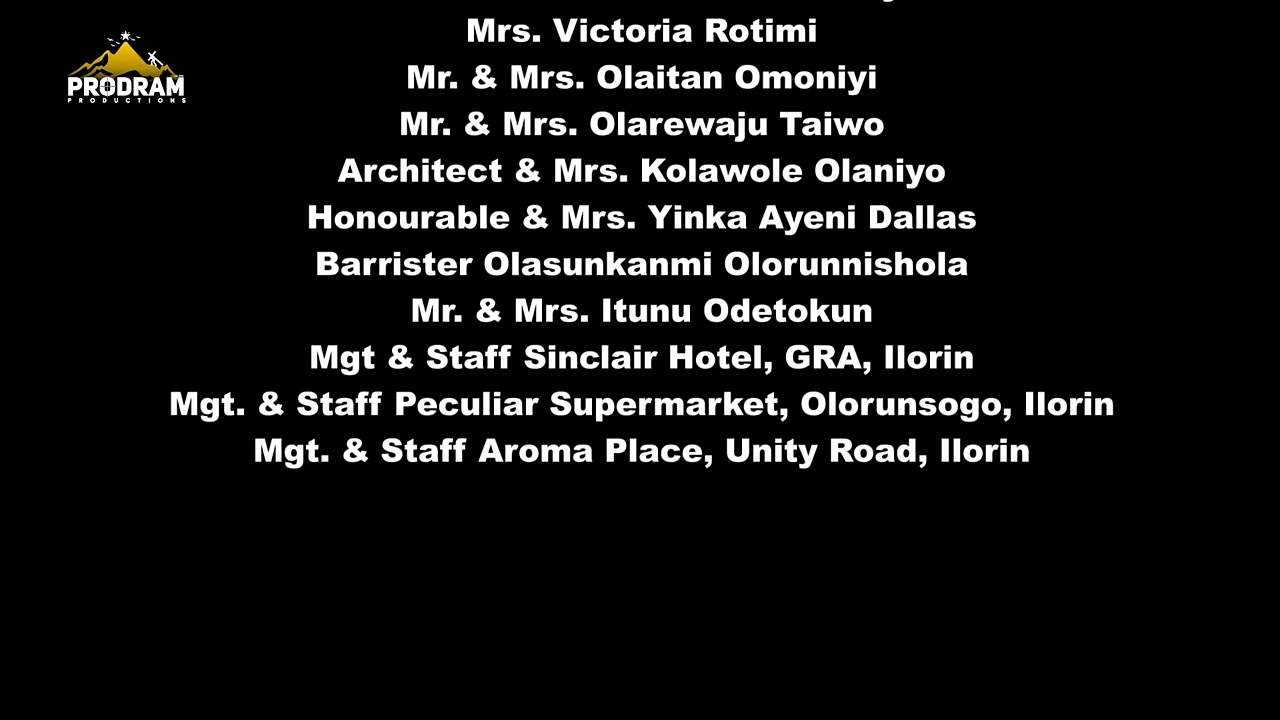 Mrs. Victoria Rotimi
PRODRAM
PRODUCTIONS
Mr. & Mrs. Olaitan Omoniyi
Mr. & Mrs. Olarewaju Taiwo
Architect & Mrs. Kolawole Olaniyo
Honourable & Mrs. Yinka Ayeni Dallas
Barrister Olasunkanmi Olorunnishola
Mr. & Mrs. Itunu Odetokun
Mgt & Staff Sinclair Hotel, GRA, Ilorin
Mgt. & Staff Peculiar Supermarket, Olorunsogo, Ilorin
Mgt. & Staff Aroma Place, Unity Road, Ilorin